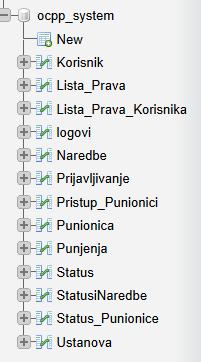 ocpp_system
New
Korisnik
Lista_Prava
Lista_Prava_Korisnika
logovi
Naredbe
Prijavljivanje
Pristup_Punionici
Punionica
Punjenja
Status
StatusiNaredbe
Status_Punionice
Ustanova